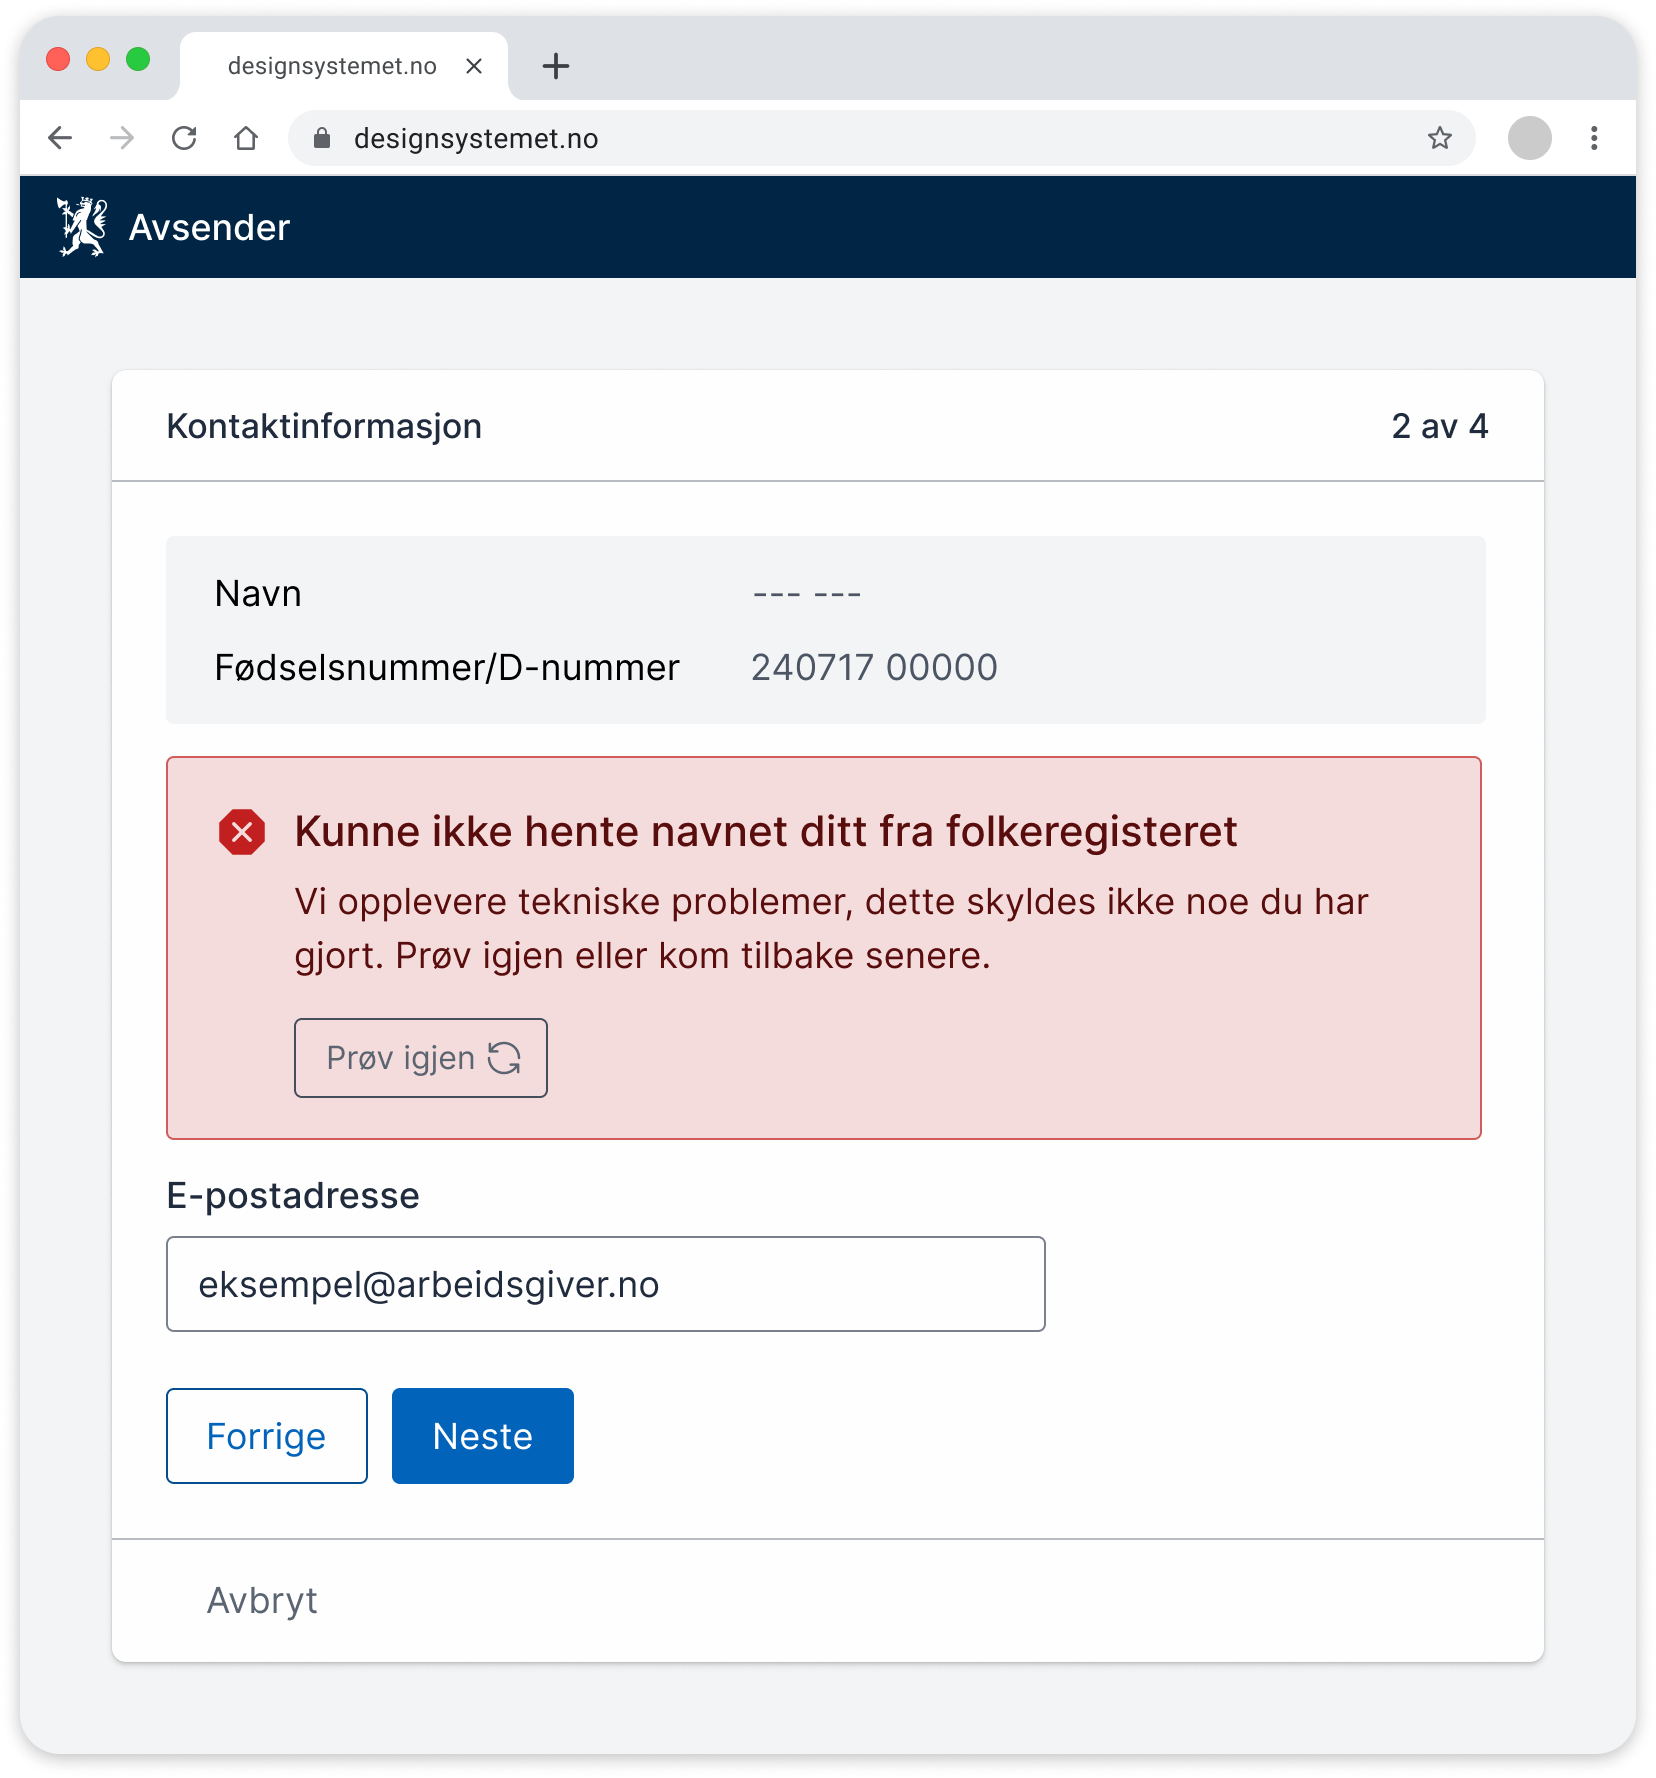 designsystemet.no
designsystemet.no
Avsender
Kontaktinformasjon 2 av 4
Navn --- ---
Fødselsnummer/D-nummer 240717 00000
Kunne ikke hente navnet ditt fra folkeregisteret
Vi opplevere tekniske problemer, dette skyldes ikke noe du har
gjort. Prøv igjen eller kom tilbake senere.
Prøv igjen
E-postadresse
eksempel@arbeidsgiver.no
Forrige Neste
Avbryt